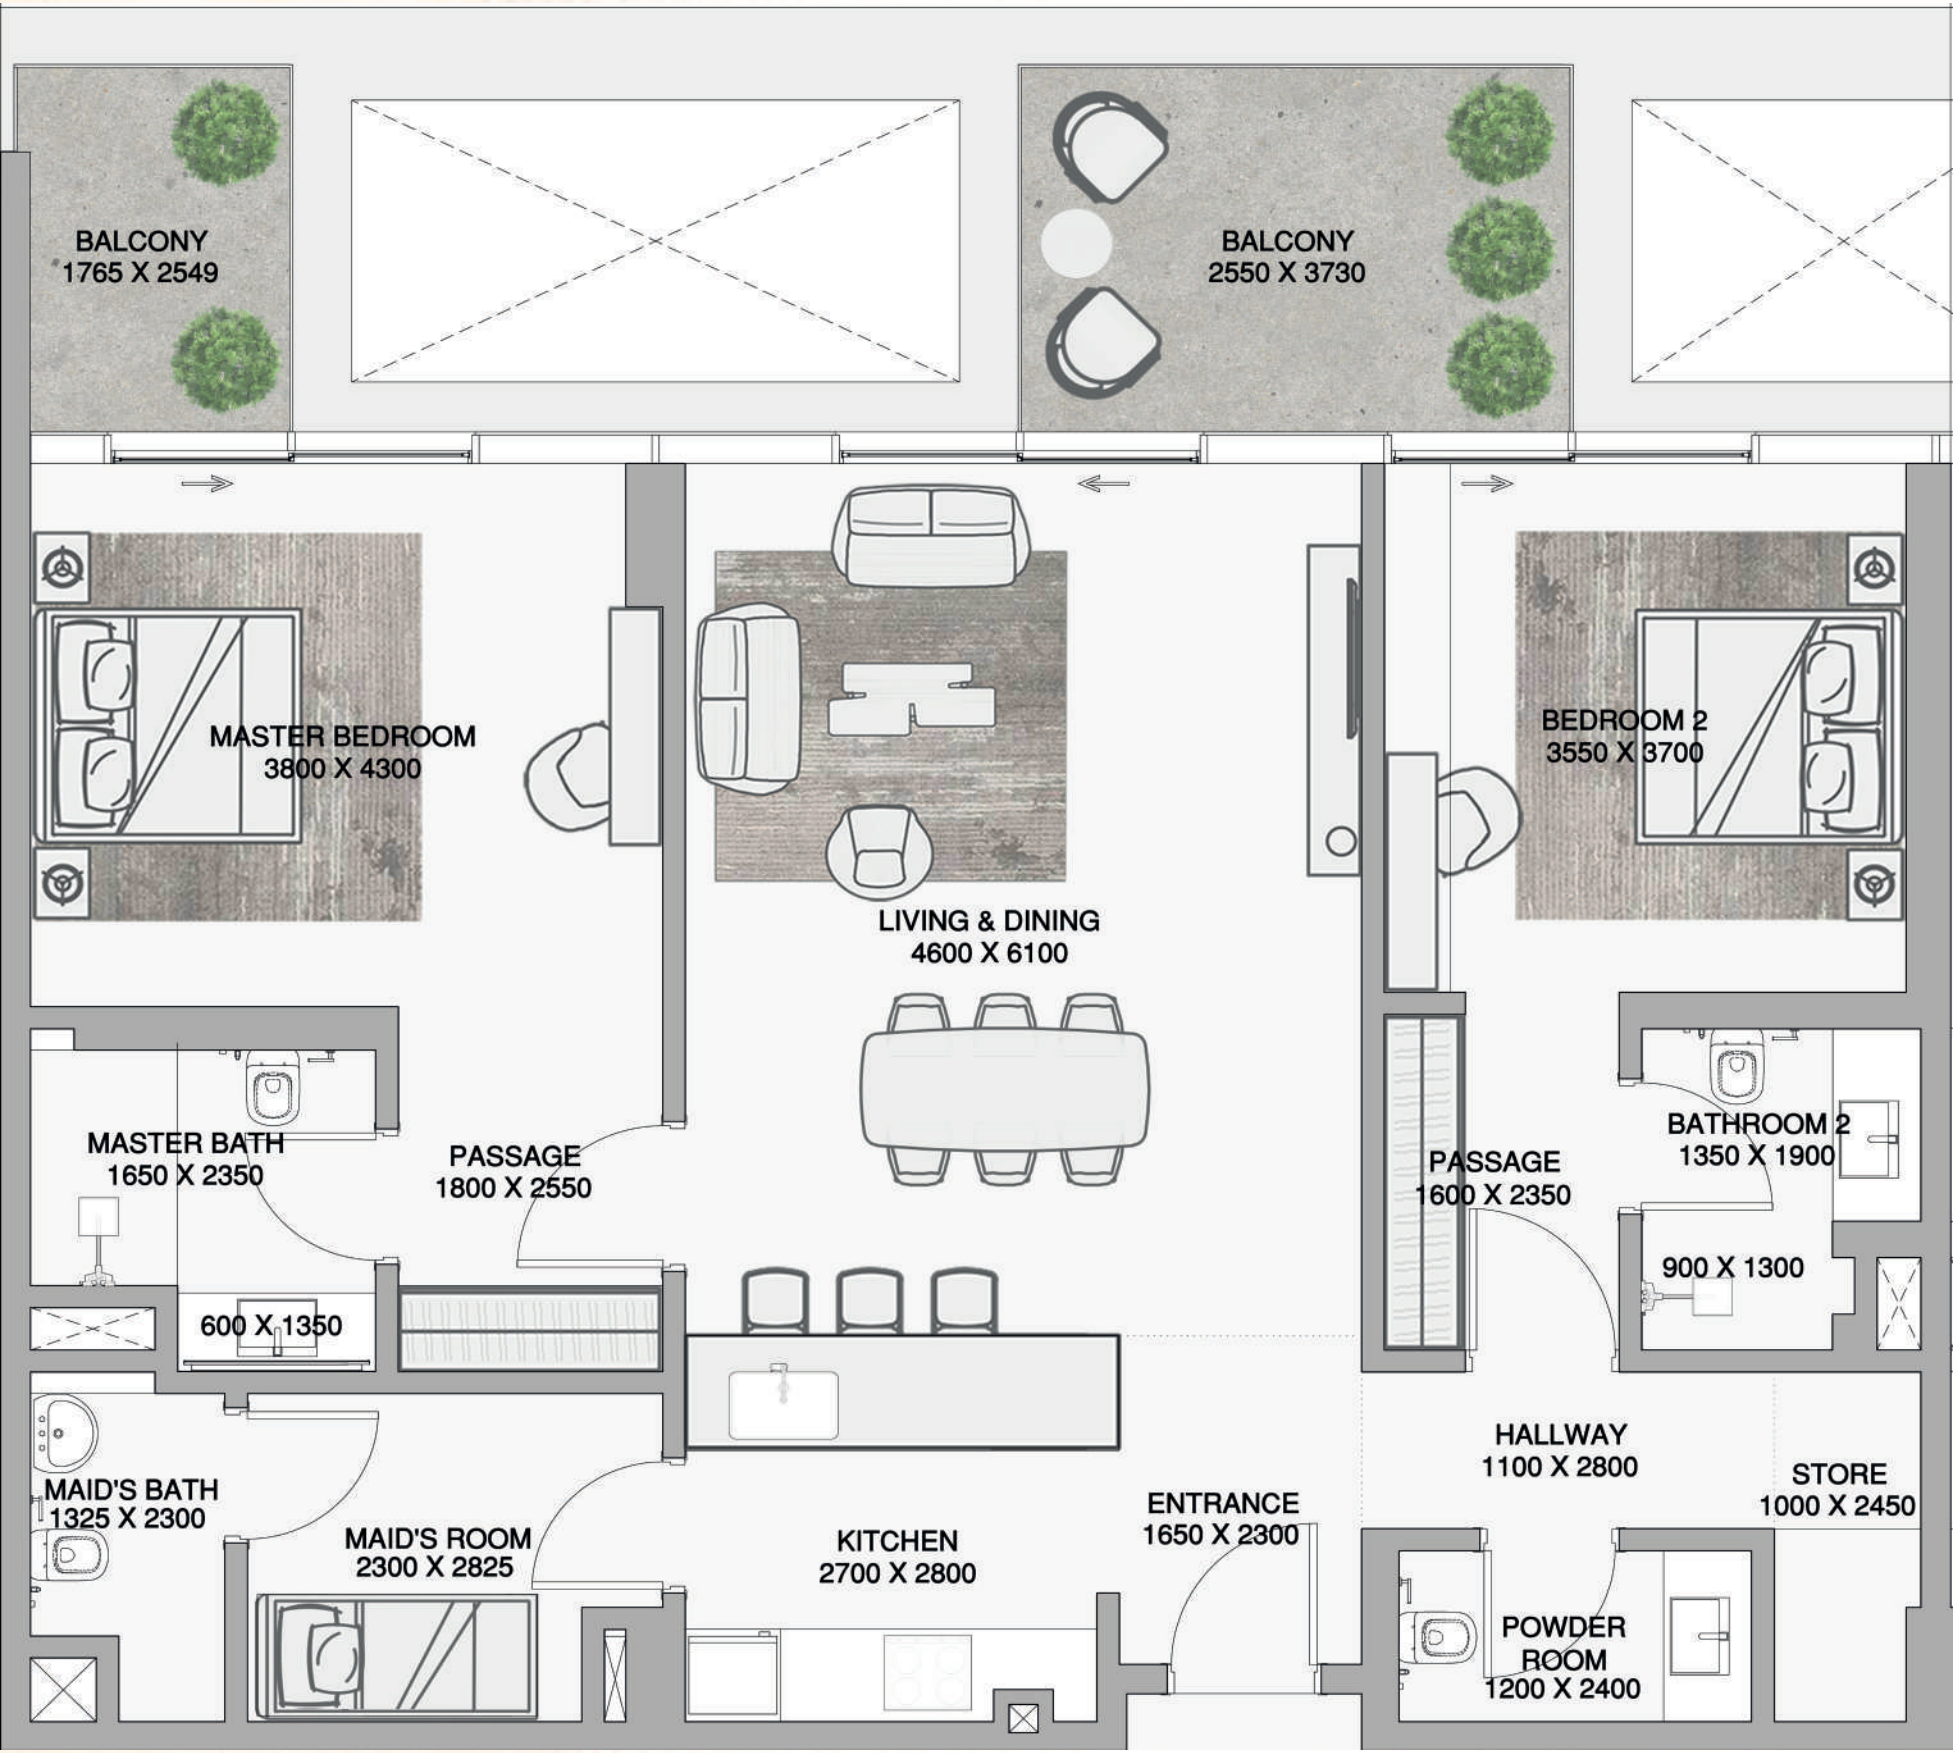 BALCONY
1765 X 2549
BALCONY
2550 X 3730
MASTER BEDROOM
3800 X 4300
BEDROOM 2
3550 X 3700
LIVING & DINING
4600 X 6100
MASTER BATH
1650 X 2350
PASSAGE
1800 X 2550
PASSAGE
1600 X 2350
BATHROOM 2
1350 X 1900
900 X 1300
600 X 1350
HALLWAY
1100 X 2800
STORE
1000 X 2450
MAID'S BATH
1325 X 2300
MAID'S ROOM
2300 X 2825
KITCHEN
2700 X 2800
ENTRANCE
1650 X 2300
POWDER
ROOM
1200 X 2400